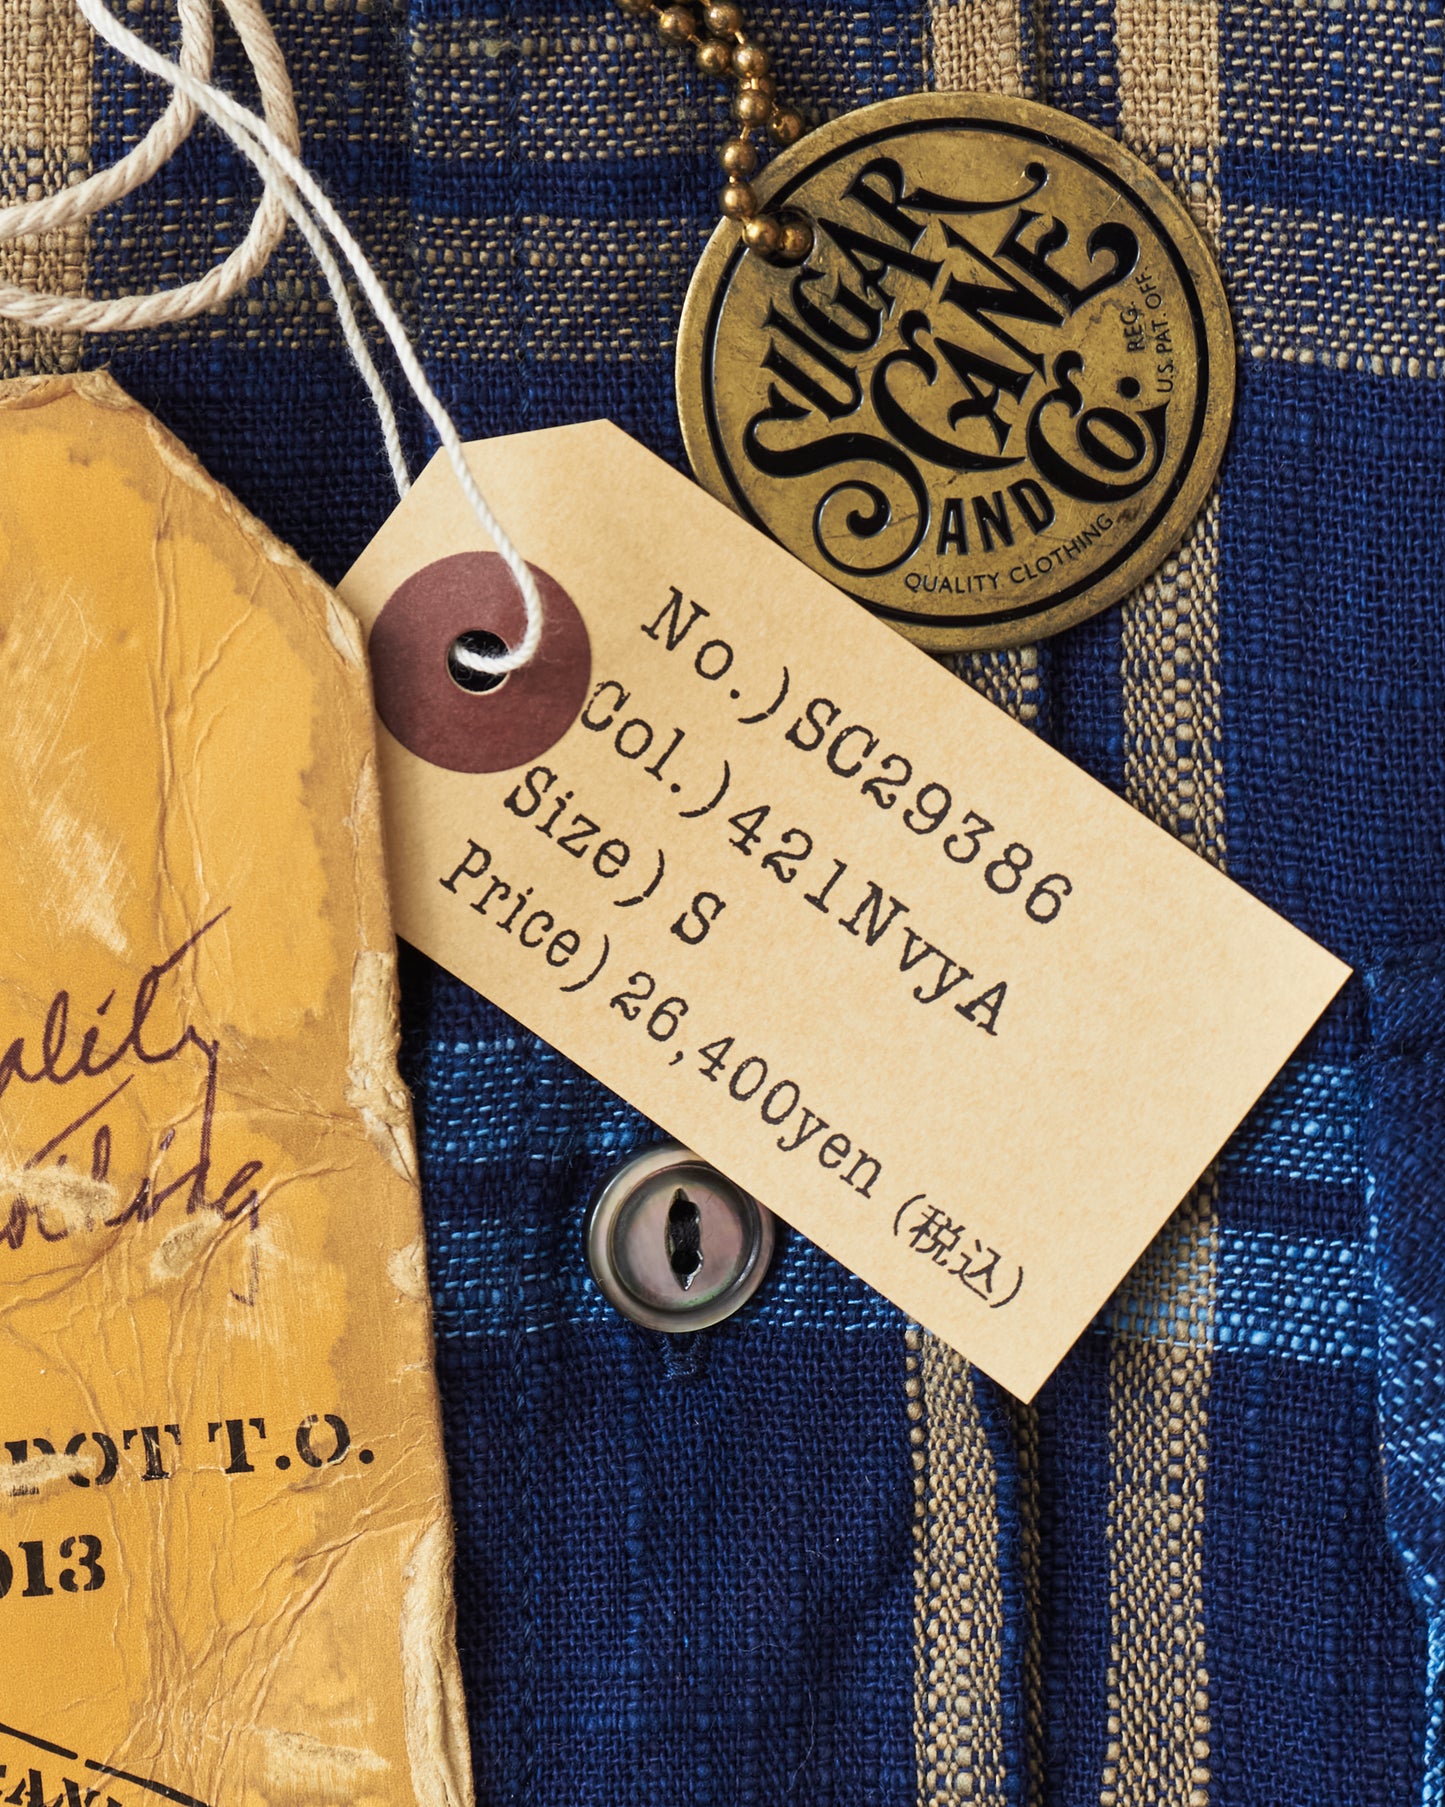 SUGAR
CANE
AND Co.
REG.
U.S. PAT. OFF.
QUALITY CLOTHING
No.)SC29386
Col.)421NvyA
Size) S
Price) 26,400yen (税込)
ality
POT T.O.
013